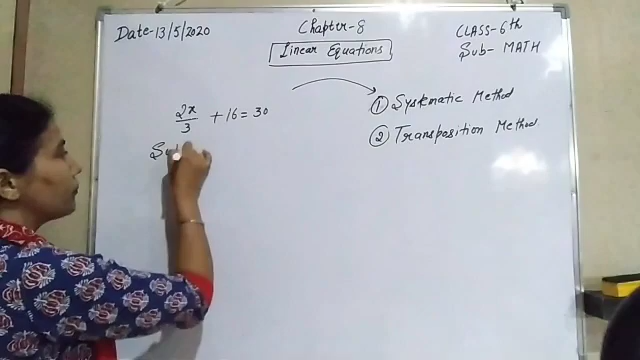 Date-13/5/2020
Chapter-8
CLASS-6th
Linear Equations
Sub- MATH
① Systematic Method
2x/3 + 16 = 30
② Transposition Method